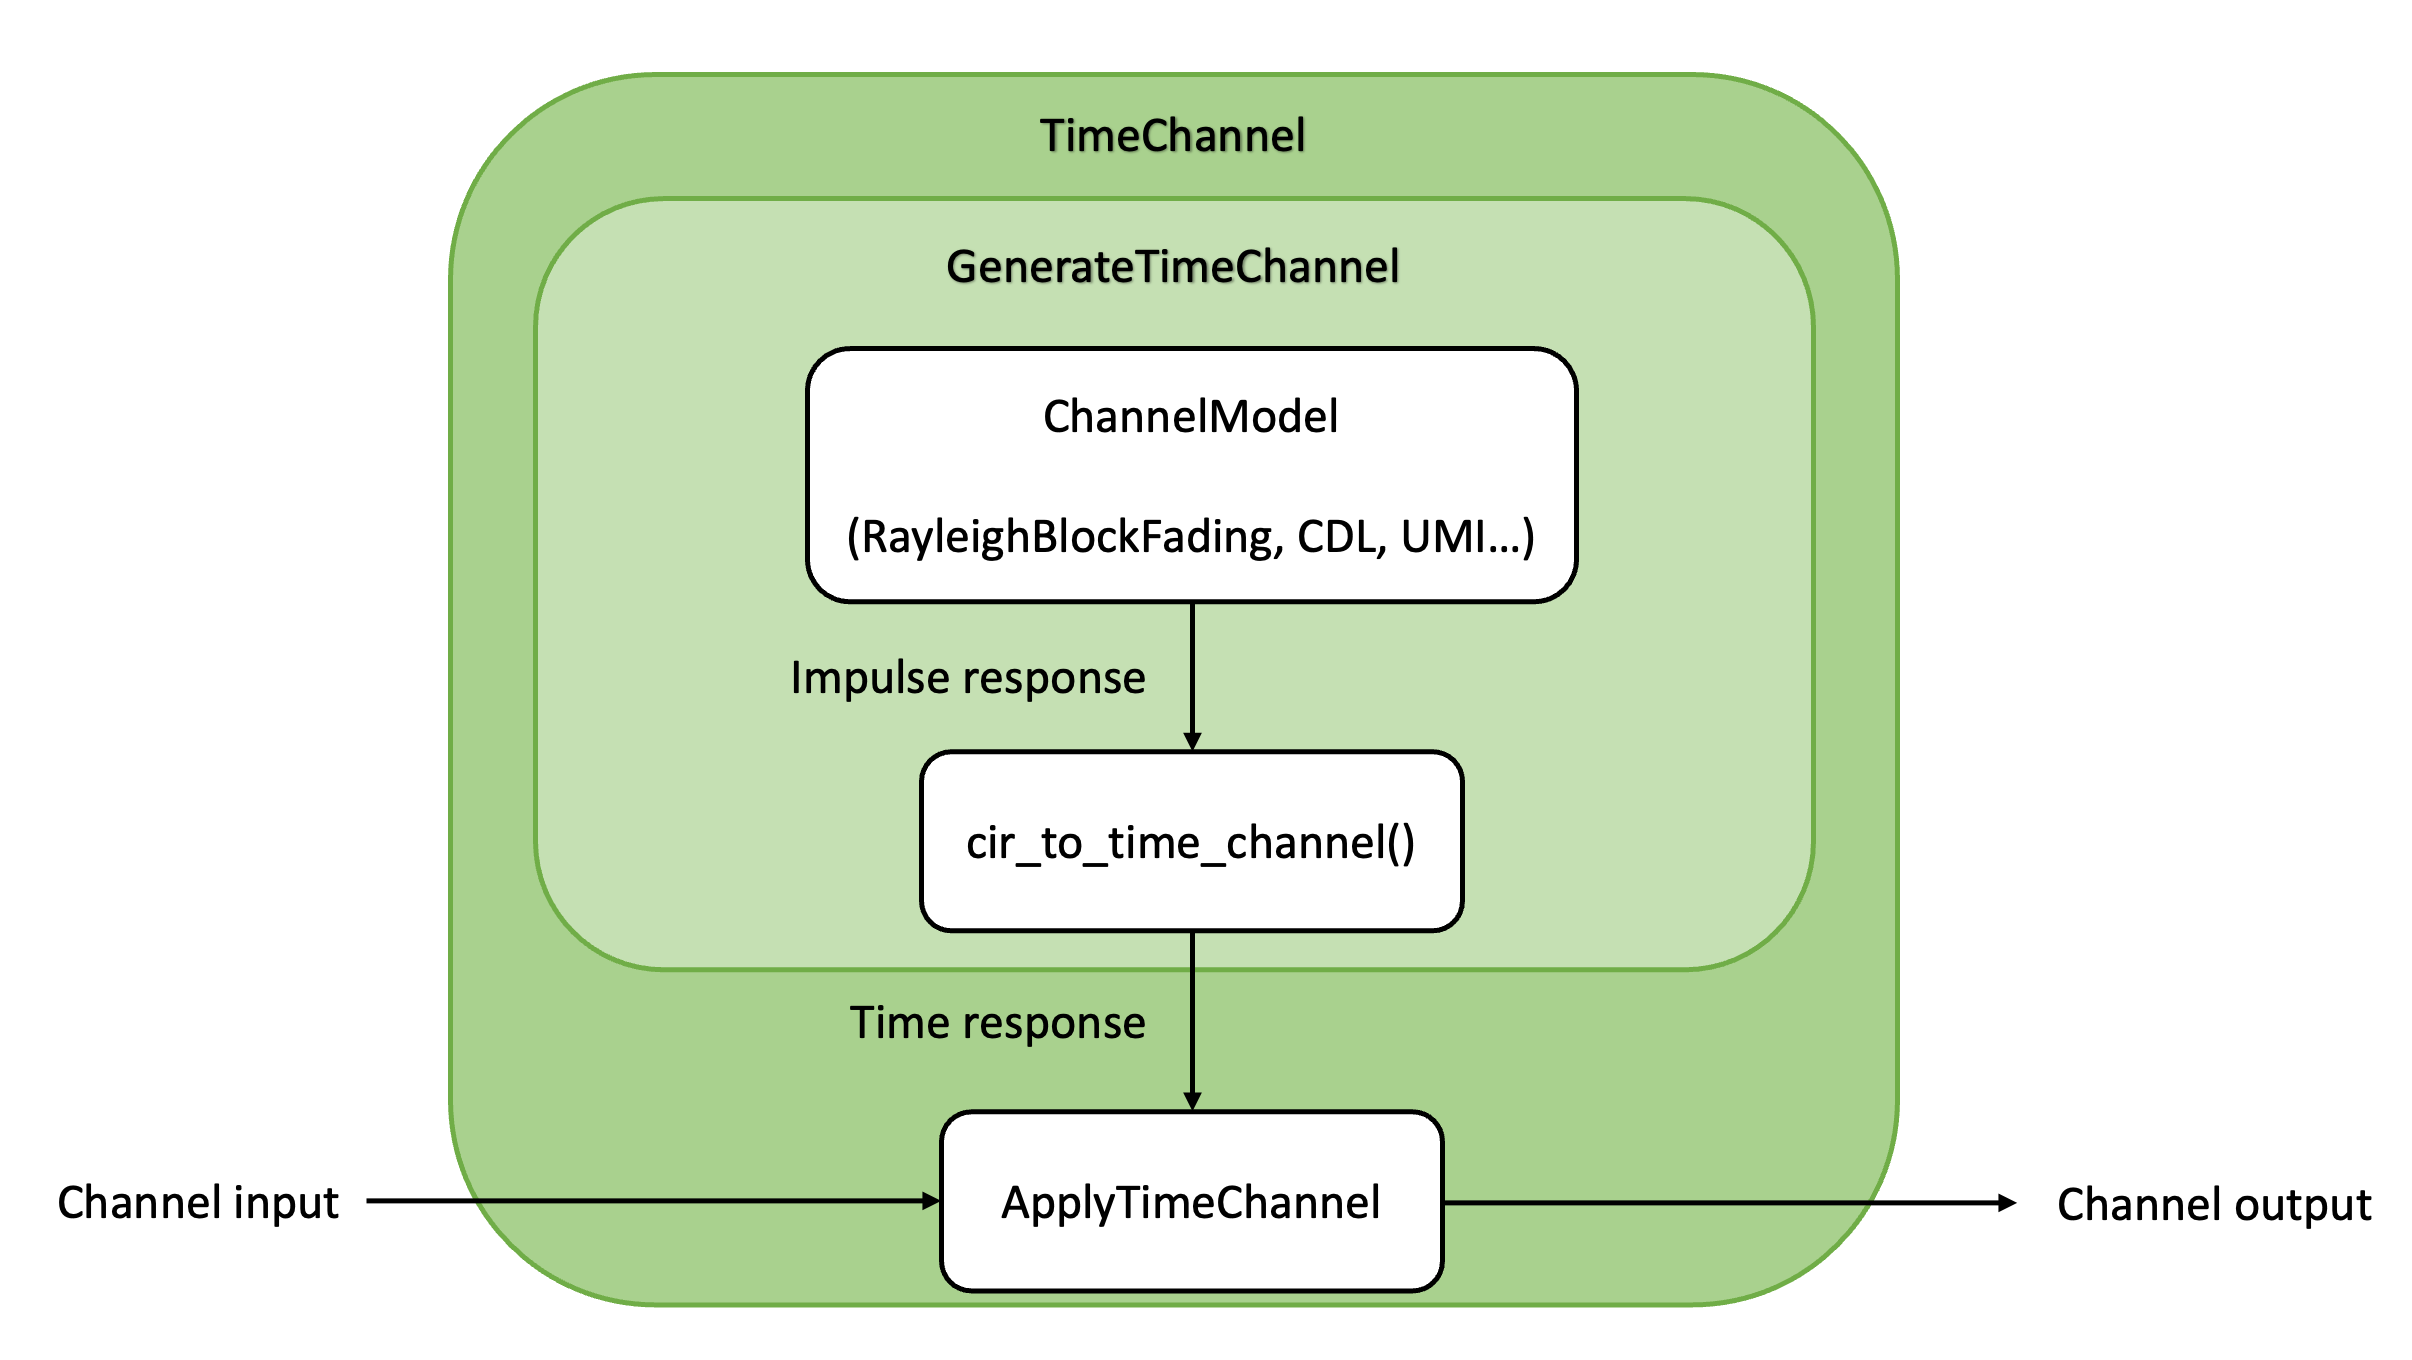 TimeChannel
GenerateTimeChannel
ChannelModel
(RayleighBlockFading, CDL, UMI...)
Impulse response
cir_to_time_channel()
Time response
Channel input
ApplyTimeChannel
Channel output